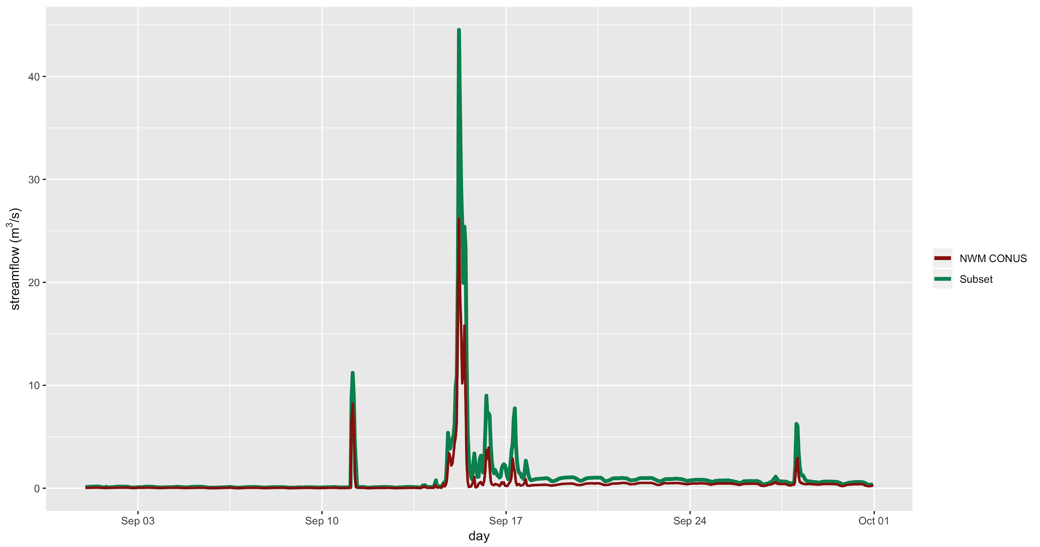 40
30
20
10
0
streamflow (m³/s)
Sep 03
Sep 10
Sep 17
Sep 24
Oct 01
day
NWM CONUS
Subset